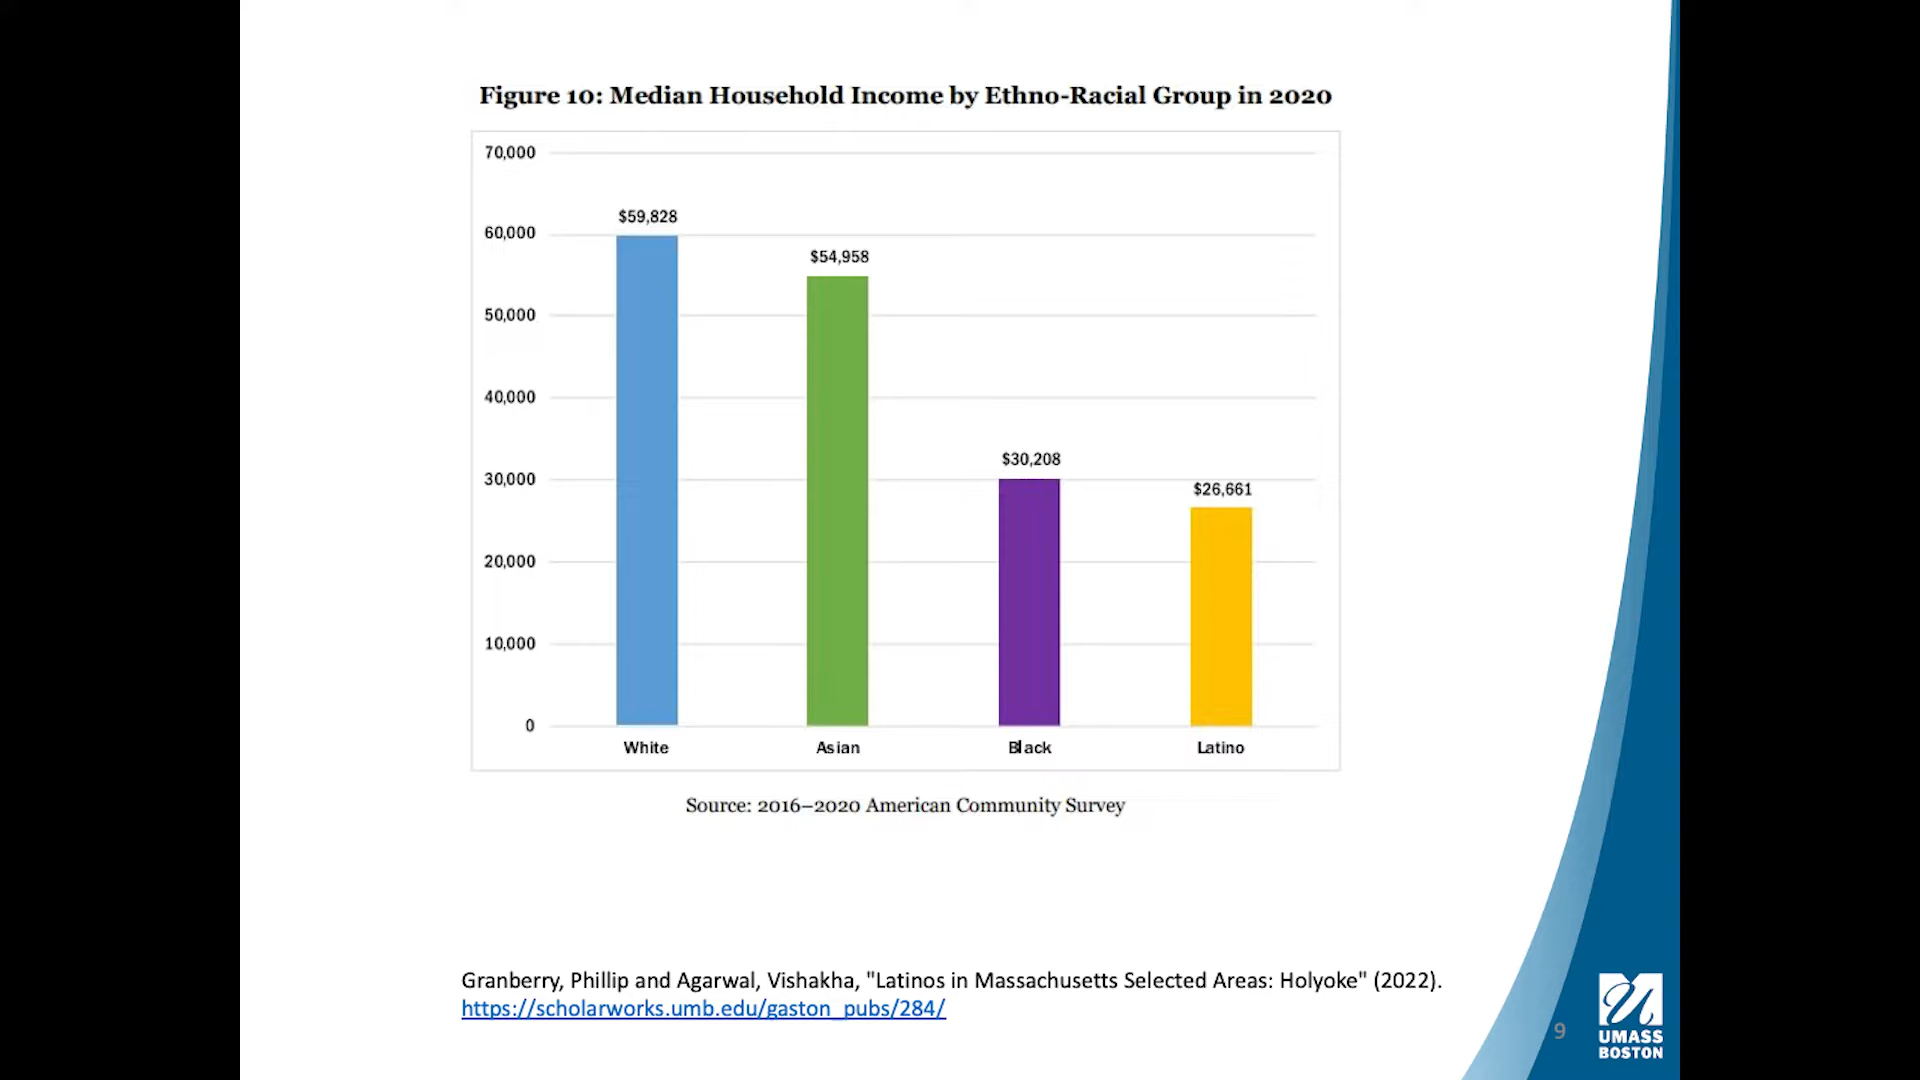 Figure 10: Median Household Income by Ethno-Racial Group in 2020
70,000
60,000
50,000
40,000
30,000
20,000
10,000
0
$59,828
$54,958
$30,208
$26,661
White
Asian
Black
Latino
Source: 2016–2020 American Community Survey
Granberry, Phillip and Agarwal, Vishakha, "Latinos in Massachusetts Selected Areas: Holyoke" (2022).
https://scholarworks.umb.edu/gaston_pubs/284/
9
UMASS
BOSTON